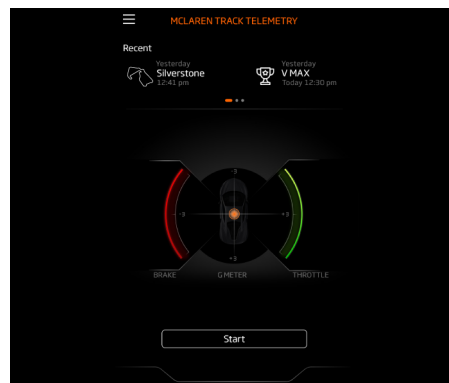 MCLAREN TRACK TELEMETRY
Recent
Yesterday
Silverstone
12:41 pm
Yesterday
V MAX
Today 12:30 pm
-3
-3
+3
+3
BRAKE
G METER
THROTTLE
Start